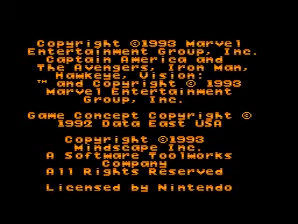 Copyright ©1993 Marvel
Entertainment Group, Inc.
Captain America and
The Avengers, Iron Man,
Hawkeye, Vision:
™ and Copyright © 1993
Marvel Entertainment
Group, Inc.
Game Concept Copyright ©
1992 Data East USA
Copyright ©1993
Mindscape Inc.
A Software Toolworks
Company
All Rights Reserved
Licensed by Nintendo